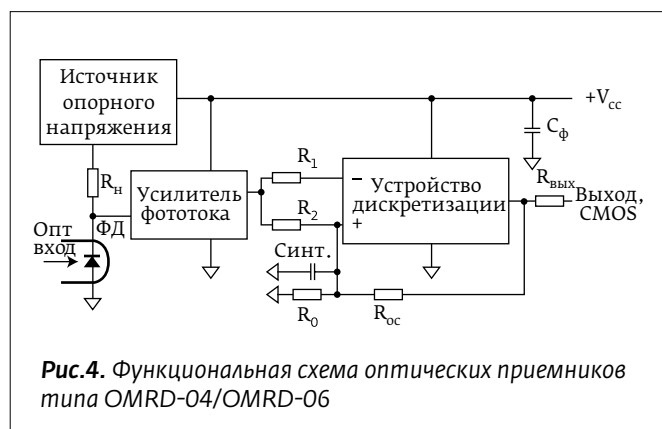 Источник
опорного
напряжения
+Vcc
Cф
Rн
R1
Rвых
Усилитель
фототока
−
Устройство
дискретизации
+
Выход,
CMOS
R2
Опт
вход
ФД
Cинт.
R0
Rос
Рис.4. Функциональная схема оптических приемников
типа OMRD-04/OMRD-06